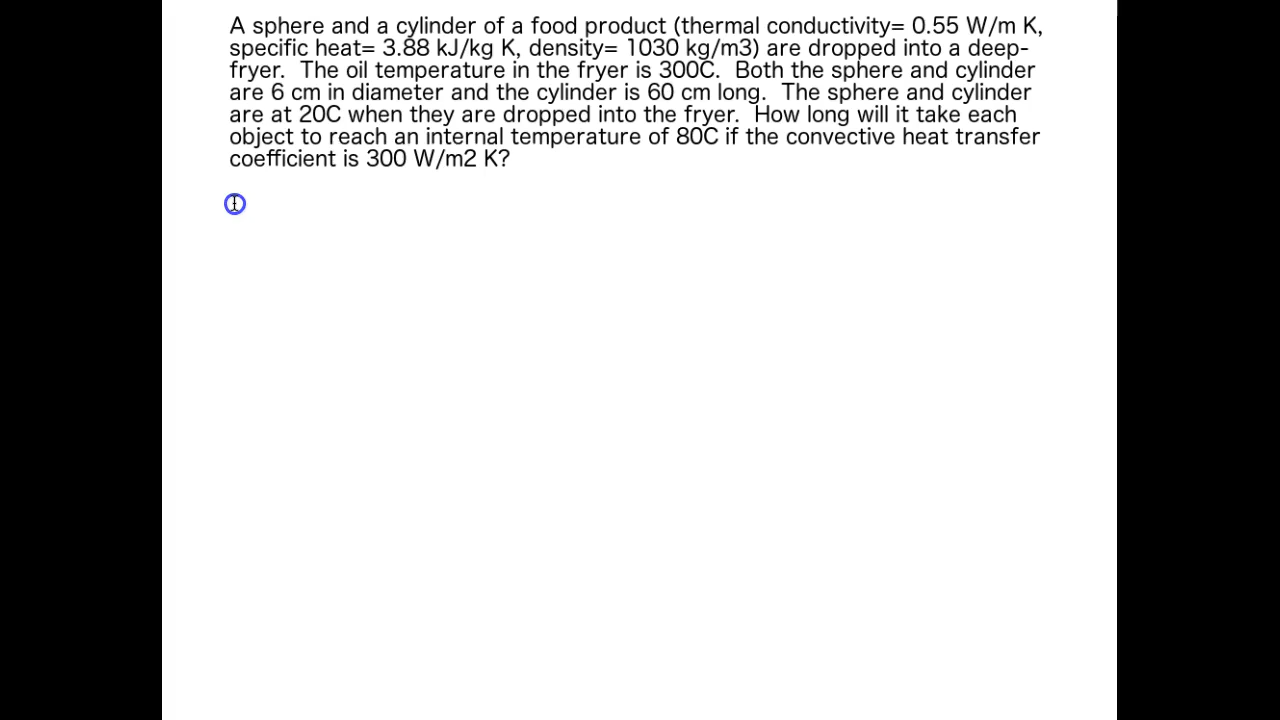 A sphere and a cylinder of a food product (thermal conductivity= 0.55 W/m K,
specific heat= 3.88 kJ/kg K, density= 1030 kg/m3) are dropped into a deep-
fryer.  The oil temperature in the fryer is 300C.  Both the sphere and cylinder
are 6 cm in diameter and the cylinder is 60 cm long.  The sphere and cylinder
are at 20C when they are dropped into the fryer.  How long will it take each
object to reach an internal temperature of 80C if the convective heat transfer
coefficient is 300 W/m2 K?